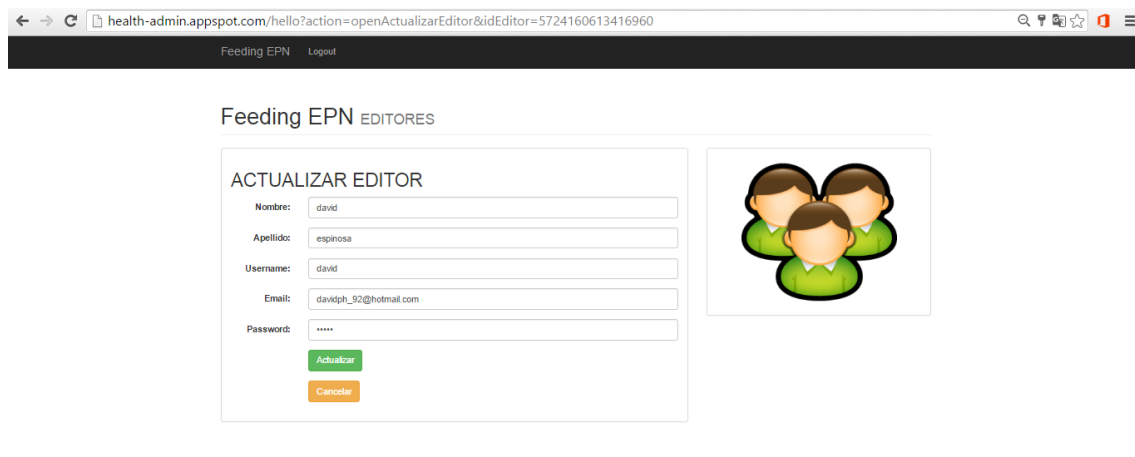 health-admin.appspot.com/hello?action=openActualizarEditor&idEditor=5724160613416960
Feeding EPN Logout
Feeding EPN EDITORES
ACTUALIZAR EDITOR
Nombre: david
Apellido: espinosa
Username: david
Email: davidph_92@hotmail.com
Password: •••••
Actualizar
Cancelar